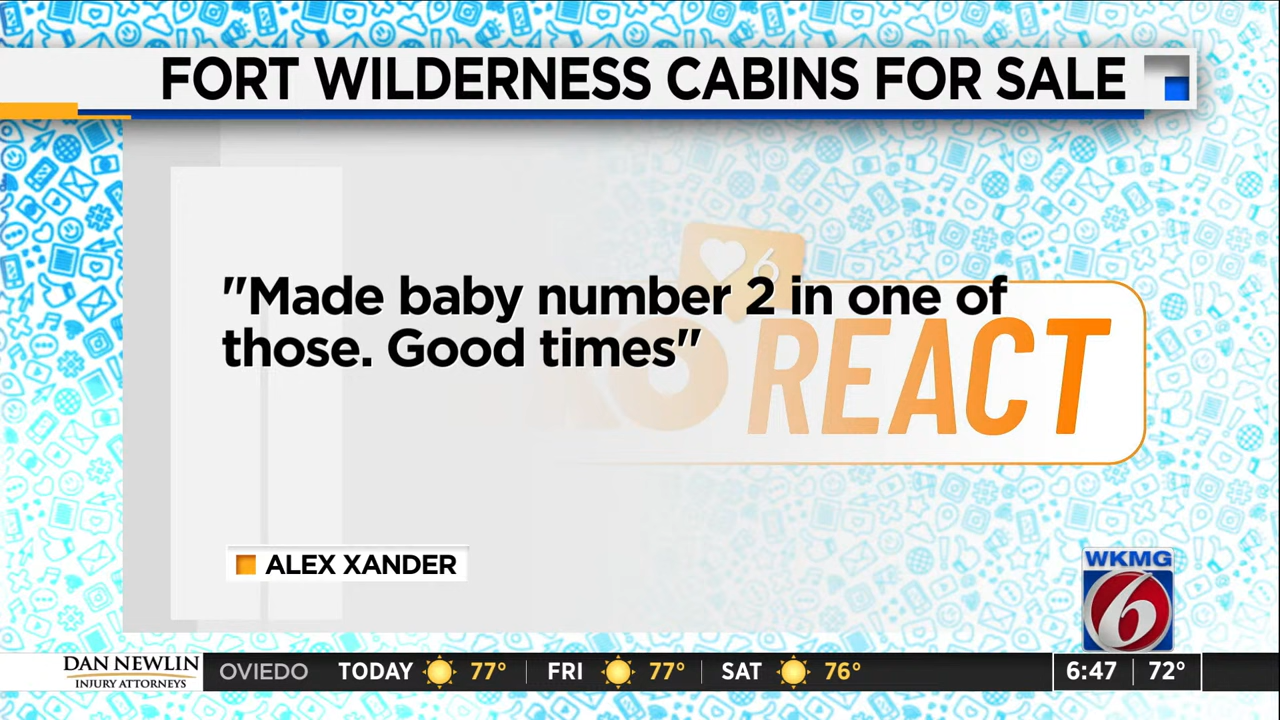 FORT WILDERNESS CABINS FOR SALE
6
"Made baby number 2 in one of
those. Good times"
REACT
ALEX XANDER
WKMG
6
DAN NEWLIN
INJURY ATTORNEYS
OVIEDO TODAY 77° FRI 77° SAT 76°
6:47 72°